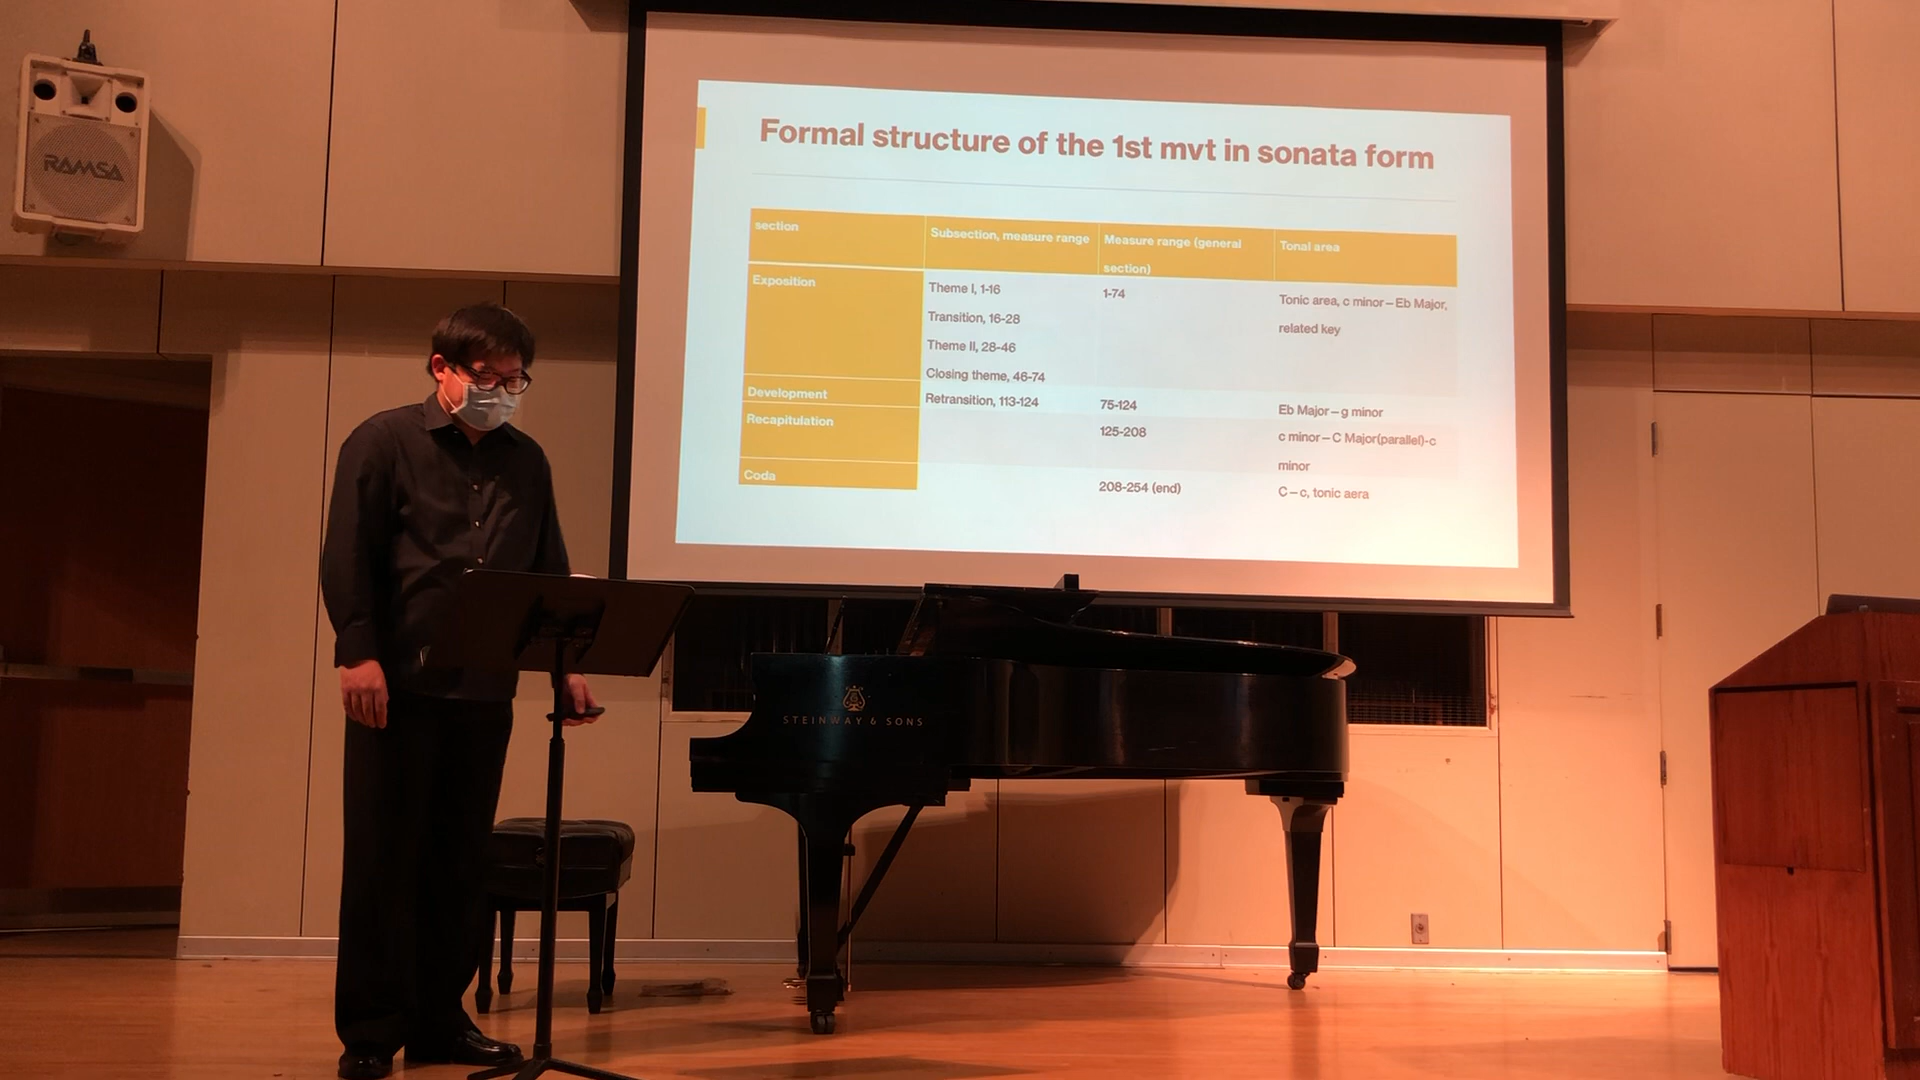 RAMSA
Formal structure of the 1st mvt in sonata form
section
Subsection, measure range
Measure range (general
section)
Tonal area
Exposition
Theme I, 1-16
Transition, 16-28
Theme II, 28-46
Closing theme, 46-74
1-74
Tonic area, c minor – Eb Major,
related key
Development
Retransition, 113-124
75-124
Eb Major – g minor
Recapitulation
125-208
c minor – C Major(parallel)-c
minor
Coda
208-254 (end)
C – c, tonic aera
STEINWAY & SONS